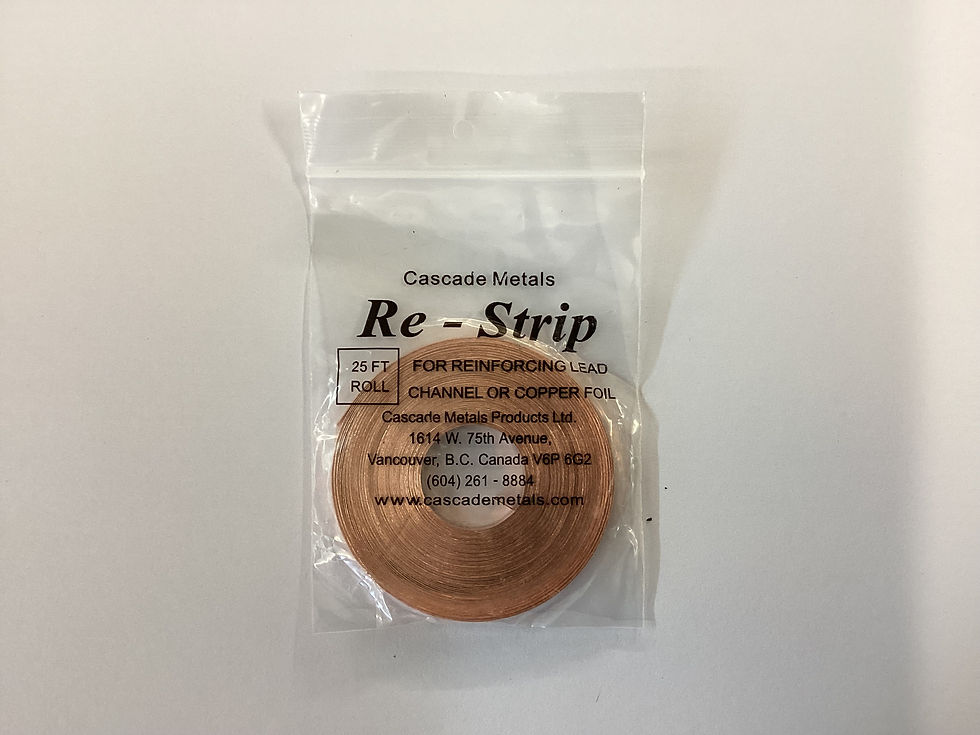 Cascade Metals
Re - Strip
25 FT
ROLL
FOR REINFORCING LEAD
CHANNEL OR COPPER FOIL
Cascade Metals Products Ltd.
1614 W. 75th Avenue,
Vancouver, B.C. Canada V6P 6G2
(604) 261 - 8884
www.cascademetals.com